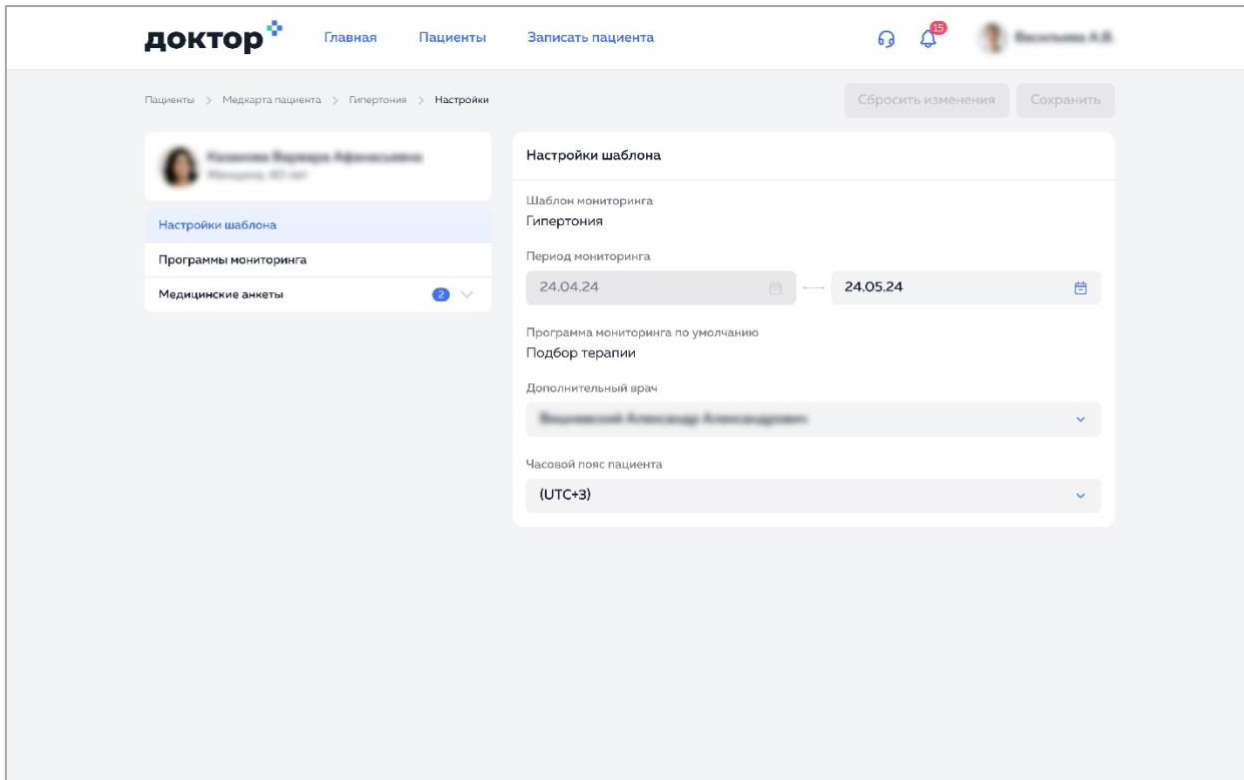 доктор
Главная
Пациенты
Записать пациента
15
Пациенты > Медкарта пациента > Гипертония > Настройки
Сбросить изменения
Сохранить
Настройки шаблона
Программы мониторинга
Медицинские анкеты
2
Настройки шаблона
Шаблон мониторинга
Гипертония
Период мониторинга
24.04.24
24.05.24
Программа мониторинга по умолчанию
Подбор терапии
Дополнительный врач
Часовой пояс пациента
(UTC+3)